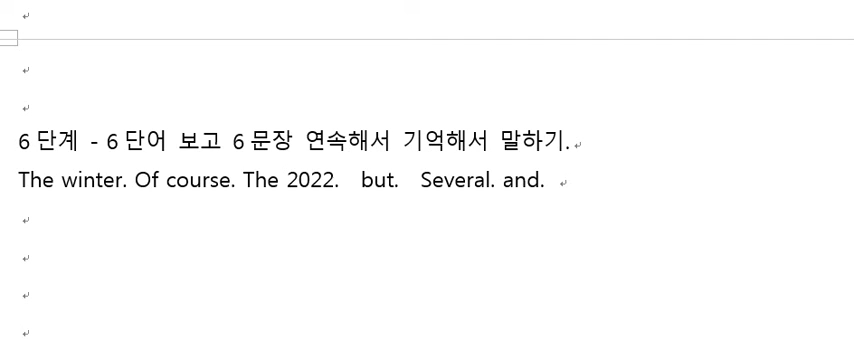 6단계 - 6단어 보고 6문장 연속해서 기억해서 말하기.
The winter. Of course. The 2022. but. Several. and.